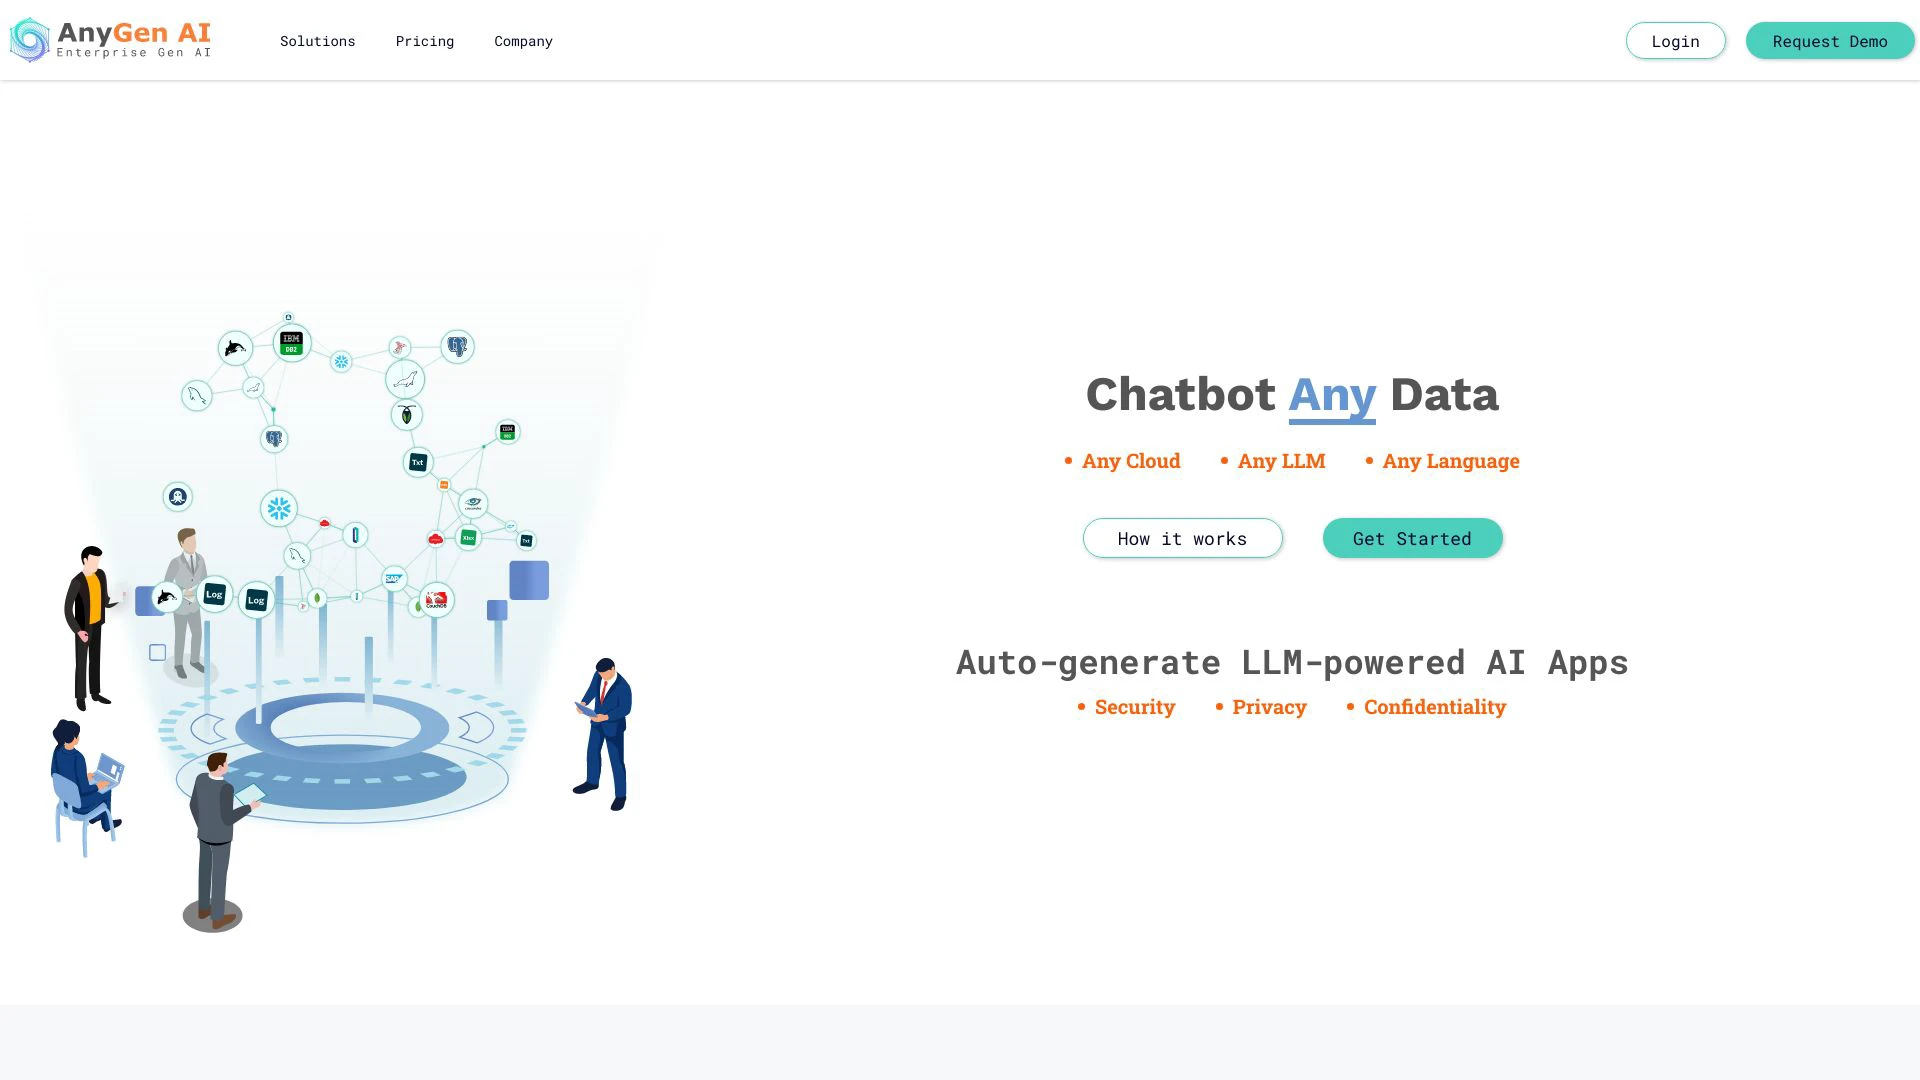 AnyGen AI
Enterprise Gen AI
Solutions
Pricing
Company
Login
Request Demo
IBM
DB2
IBM
DB2
Txt
Xlsx
Txt
Log
Log
SAP
CouchDB
Chatbot Any Data
• Any Cloud • Any LLM • Any Language
How it works
Get Started
Auto-generate LLM-powered AI Apps
• Security • Privacy • Confidentiality